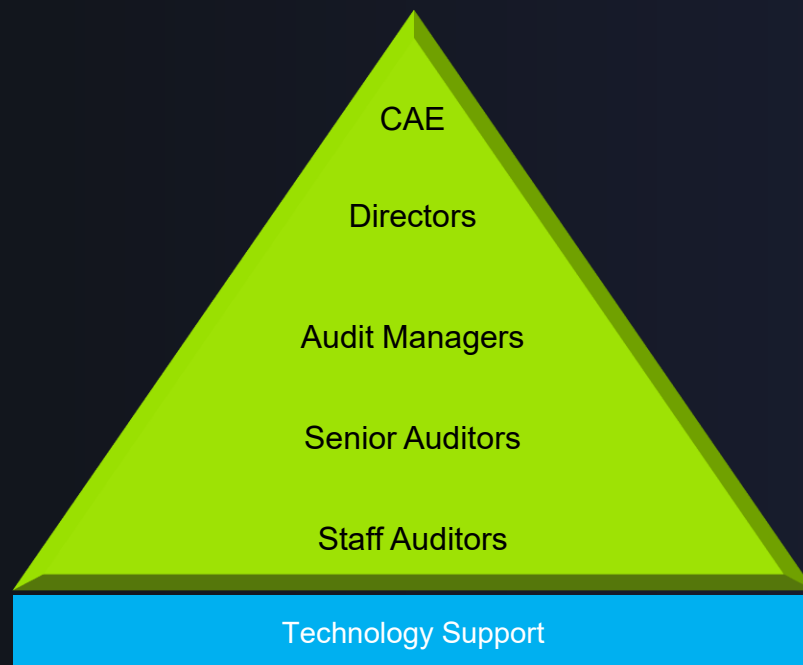 CAE
Directors
Audit Managers
Senior Auditors
Staff Auditors
Technology Support